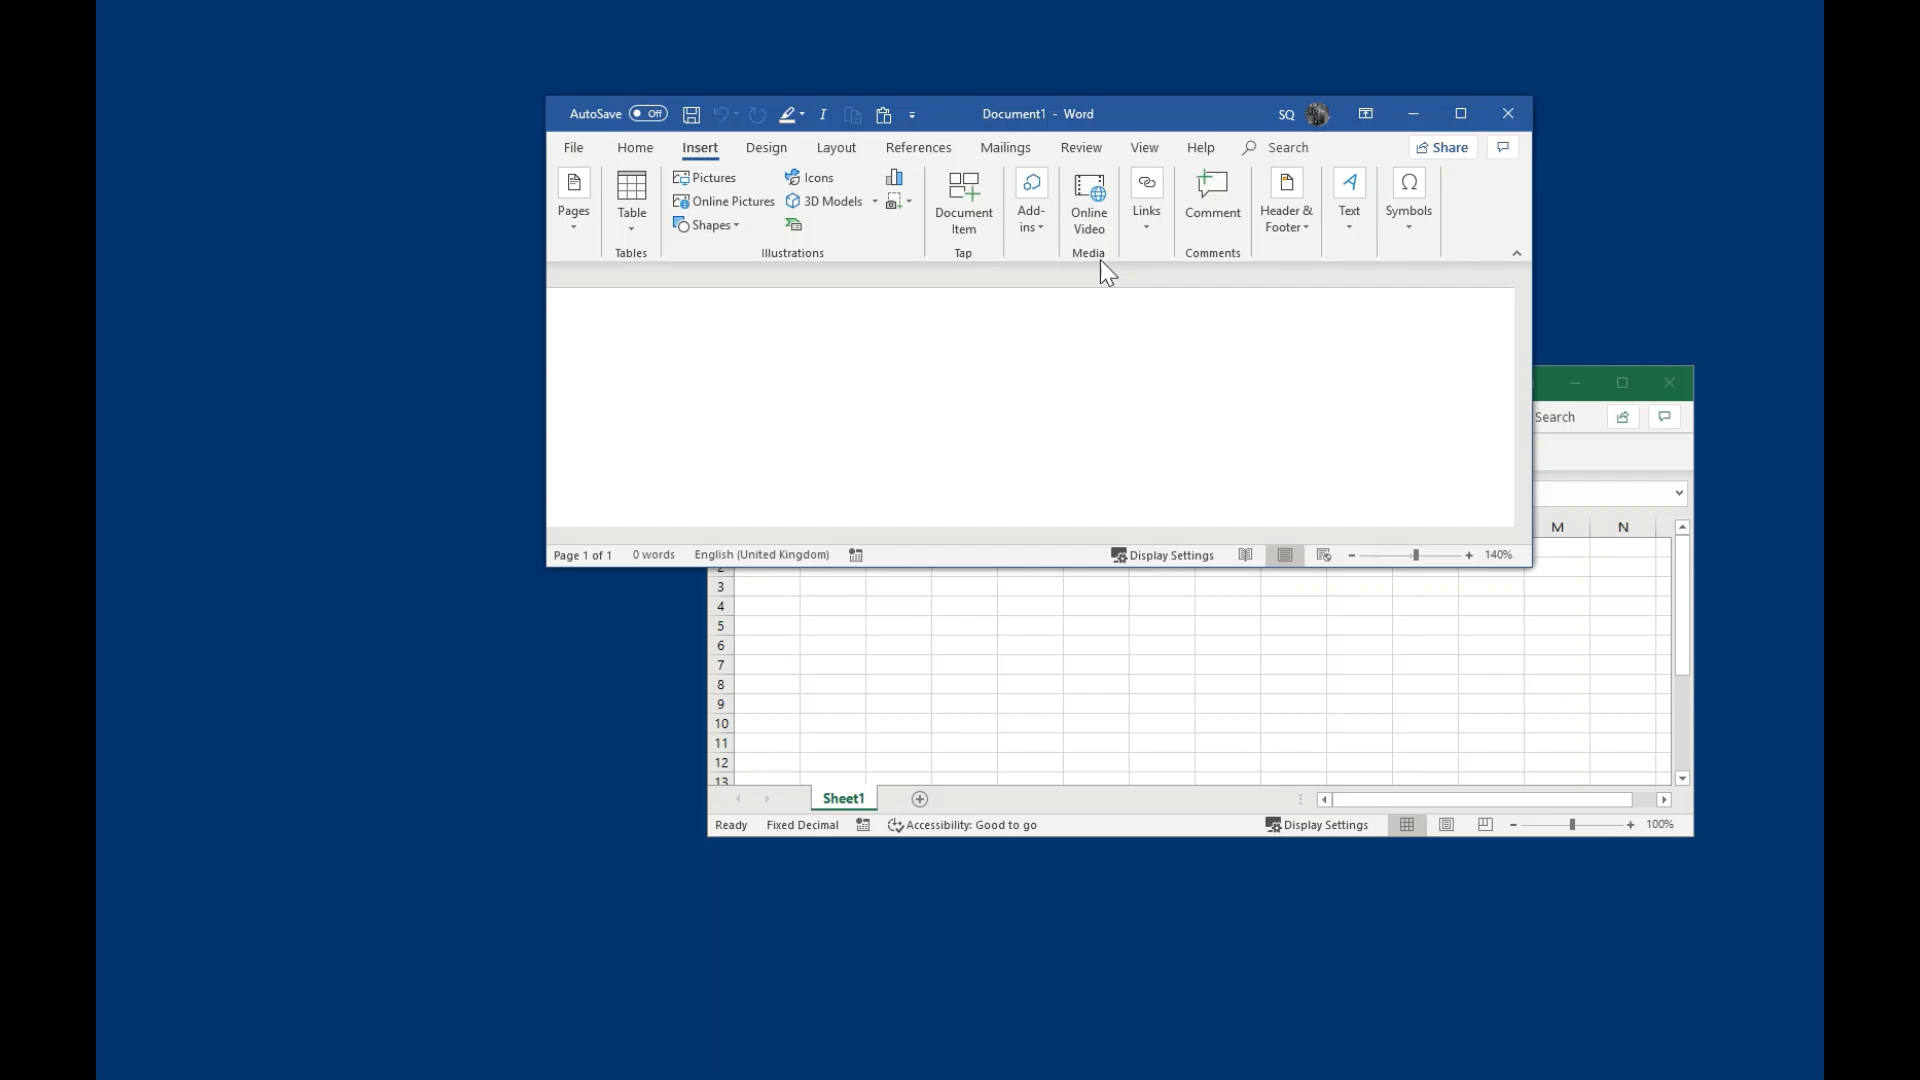 AutoSave Off Document1 - Word SQ
File Home Insert Design Layout References Mailings Review View Help Search Share
Pages
Table
Tables
Pictures
Online Pictures
Shapes
Icons
3D Models
Illustrations
Document
Item
Tap
Add-
ins
Online
Video
Media
Links
Comment
Comments
Header &
Footer
Text
Symbols
Page 1 of 1 0 words English (United Kingdom) Display Settings 140%
Search
M N
3
4
5
6
7
8
9
10
11
12
13
Sheet1
Ready Fixed Decimal Accessibility: Good to go Display Settings 100%